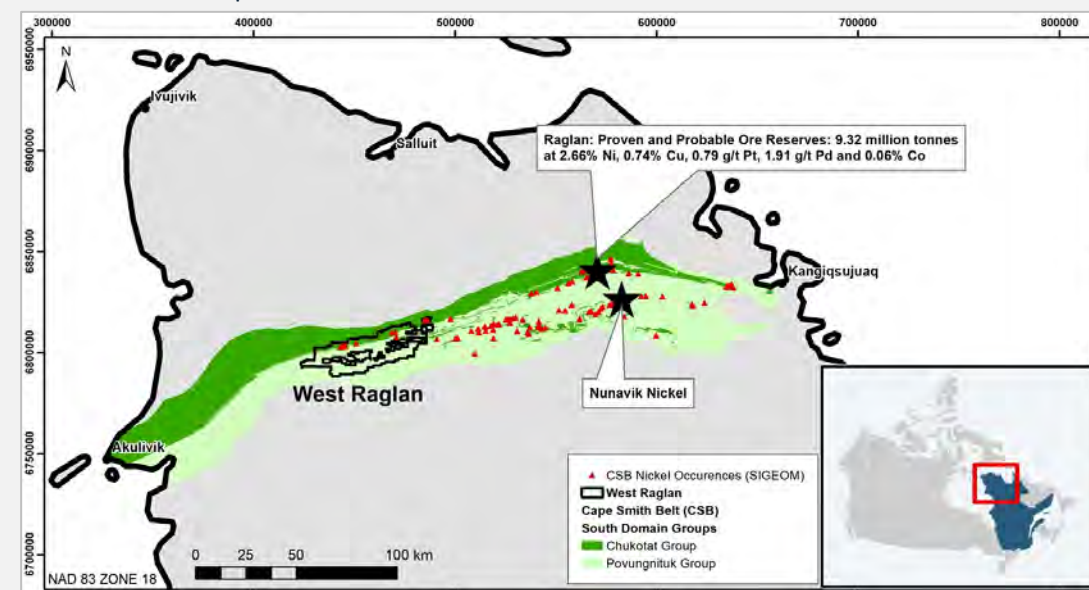 300000 400000 500000 600000 700000 800000
6950000
N
Ivujivik
6900000
Salluit
Raglan: Proven and Probable Ore Reserves: 9.32 million tonnes
at 2.66% Ni, 0.74% Cu, 0.79 g/t Pt, 1.91 g/t Pd and 0.06% Co
6850000
Kangiqsujuaq
6800000
West Raglan
Nunavik Nickel
Akulivik
6750000
CSB Nickel Occurences (SIGEOM)
West Raglan
Cape Smith Belt (CSB)
South Domain Groups
Chukotat Group
Povungnituk Group
6700000
0 25 50 100 km
NAD 83 ZONE 18